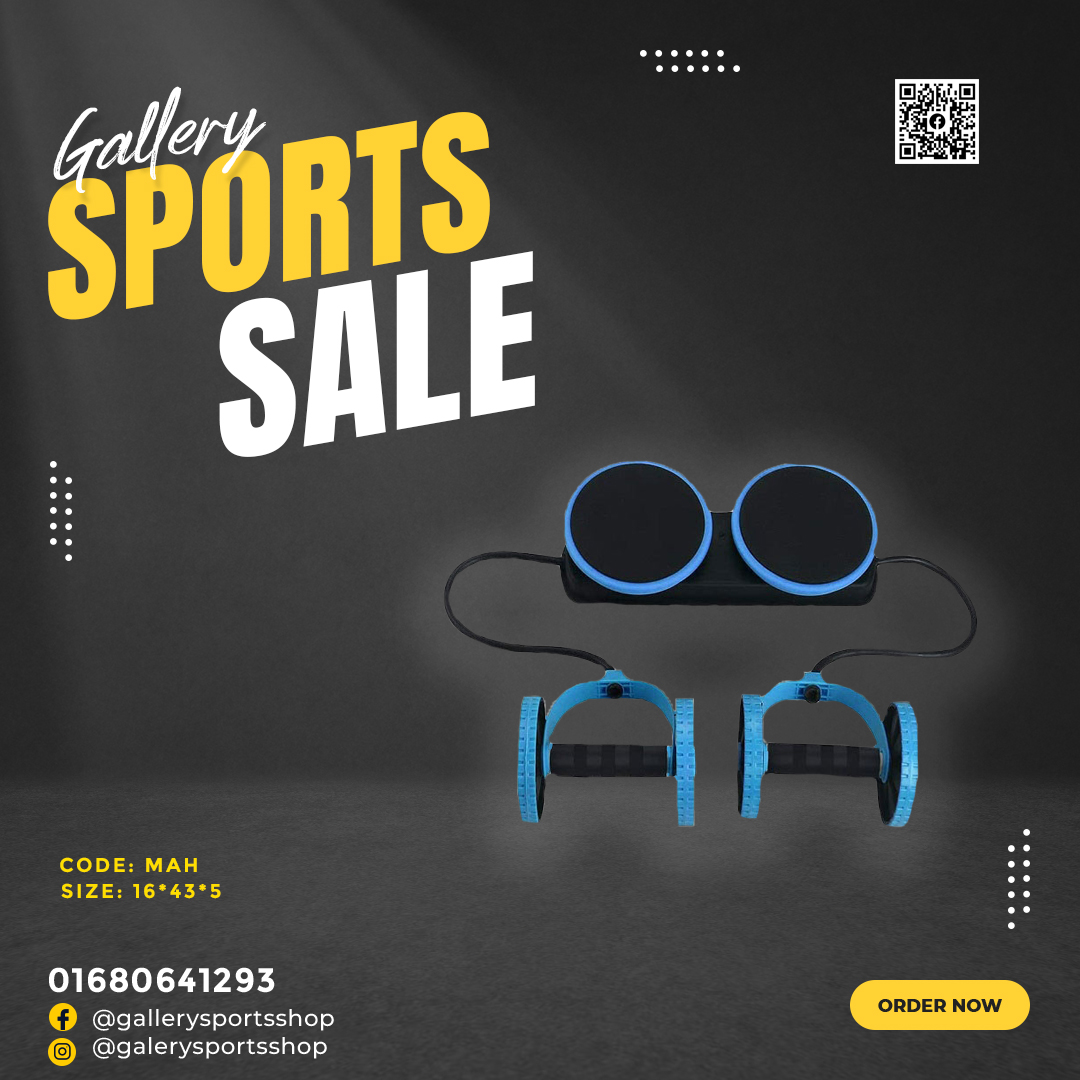 Gallery
SPORTS
SALE
CODE: MAH
SIZE: 16*43*5
01680641293
@gallerysportsshop
@galerysportsshop
ORDER NOW